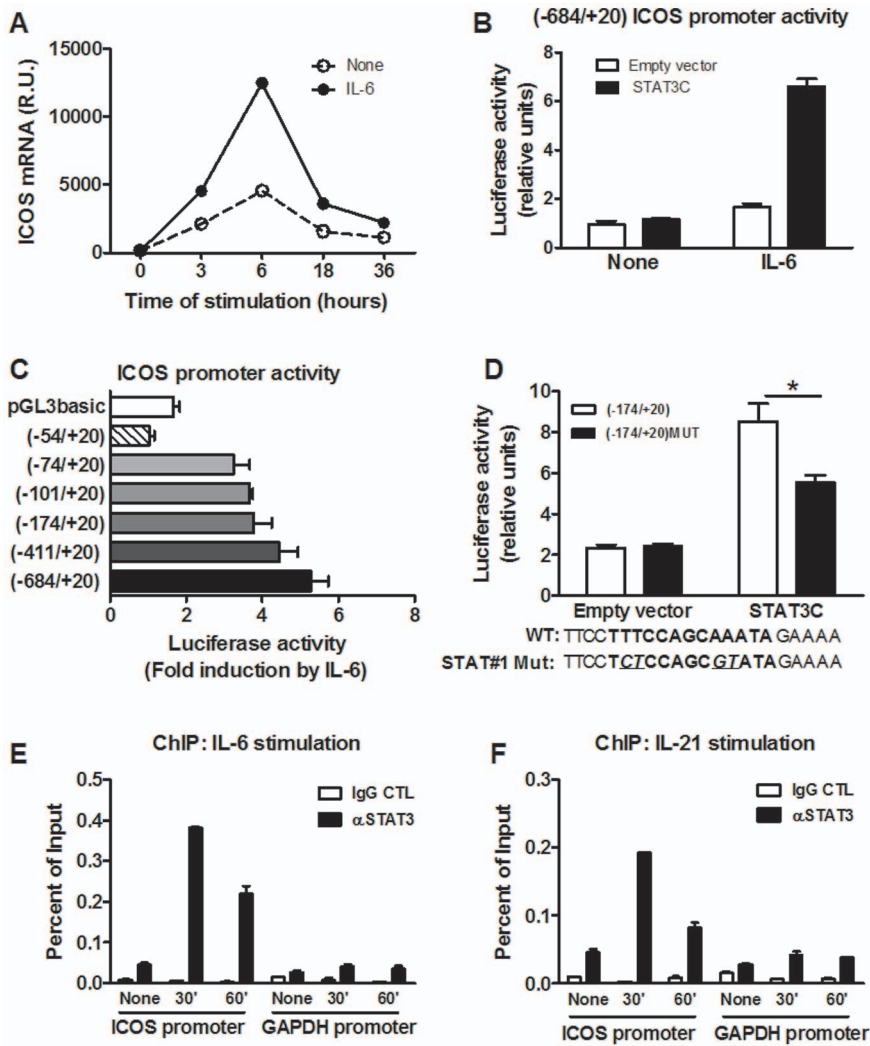 A
ICOS mRNA (R.U.)
15000
10000
5000
0
None
IL-6
0 3 6 18 36
Time of stimulation (hours)
B
(-684/+20) ICOS promoter activity
Luciferase activity
(relative units)
8
6
4
2
0
Empty vector
STAT3C
None IL-6
C
ICOS promoter activity
pGL3basic
(-54/+20)
(-74/+20)
(-101/+20)
(-174/+20)
(-411/+20)
(-684/+20)
0 2 4 6 8
Luciferase activity
(Fold induction by IL-6)
D
Luciferase activity
(relative units)
10
8
6
4
2
0
(-174/+20)
(-174/+20)MUT
*
Empty vector STAT3C
WT: TTCCTTTCCAGCAAATAGAAAA
STAT#1 Mut: TTCCTCTCCAGCGTATAGAAAA
E
ChIP: IL-6 stimulation
Percent of Input
0.5
0.4
0.3
0.2
0.1
0.0
IgG CTL
αSTAT3
None 30' 60' None 30' 60'
ICOS promoter GAPDH promoter
F
ChIP: IL-21 stimulation
Percent of Input
0.3
0.2
0.1
0.0
IgG CTL
αSTAT3
None 30' 60' None 30' 60'
ICOS promoter GAPDH promoter